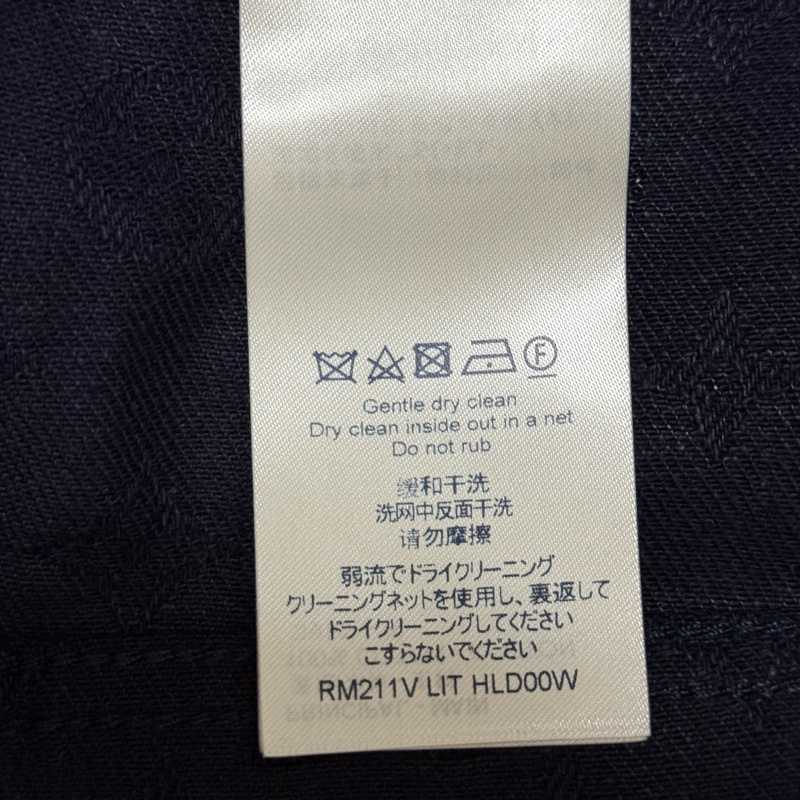 F
Gentle dry clean
Dry clean inside out in a net
Do not rub
缓和干洗
洗网中反面干洗
请勿摩擦
弱流でドライクリーニング
クリーニングネットを使用し、裏返して
ドライクリーニングしてください
こすらないでください
RM211V LIT HLD00W